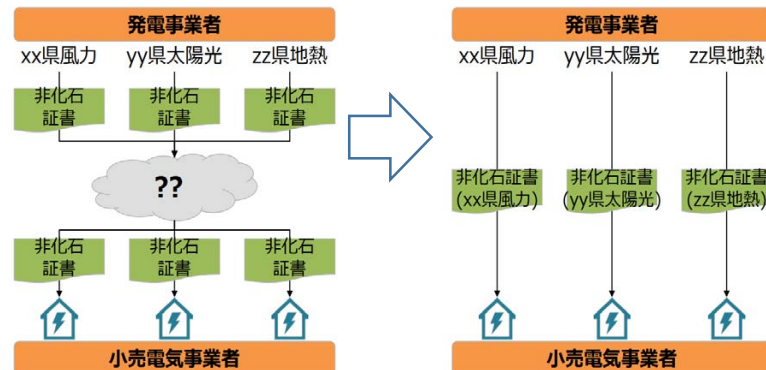 発電事業者
xx県風力 yy県太陽光 zz県地熱
非化石
証書
非化石
証書
非化石
証書
??
非化石
証書
非化石
証書
非化石
証書
小売電気事業者
発電事業者
xx県風力 yy県太陽光 zz県地熱
非化石証書
(xx県風力)
非化石証書
(yy県太陽光)
非化石証書
(zz県地熱)
小売電気事業者